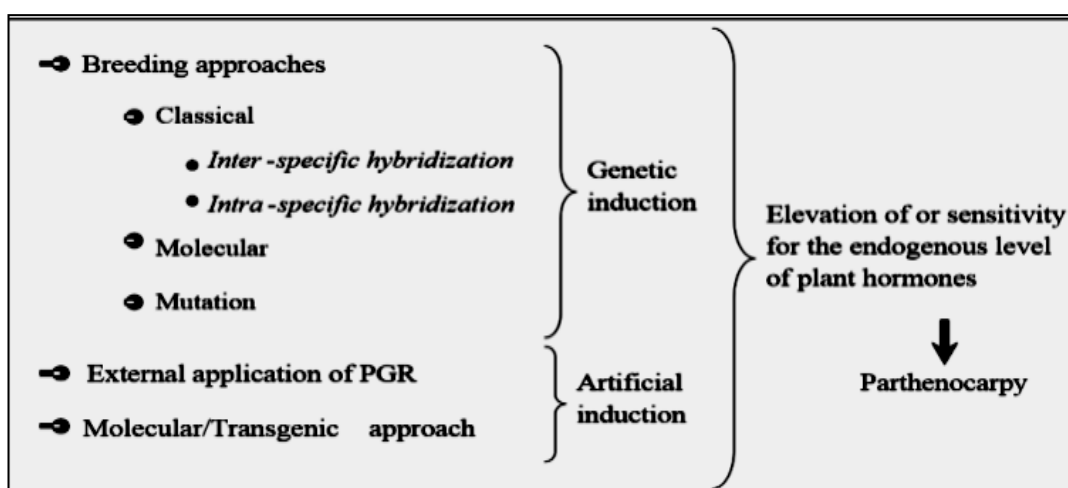 Breeding approaches
Classical
Inter -specific hybridization
Intra -specific hybridization
Molecular
Mutation
Genetic
induction
External application of PGR
Molecular/Transgenic approach
Artificial
induction
Elevation of or sensitivity
for the endogenous level
of plant hormones
Parthenocarpy